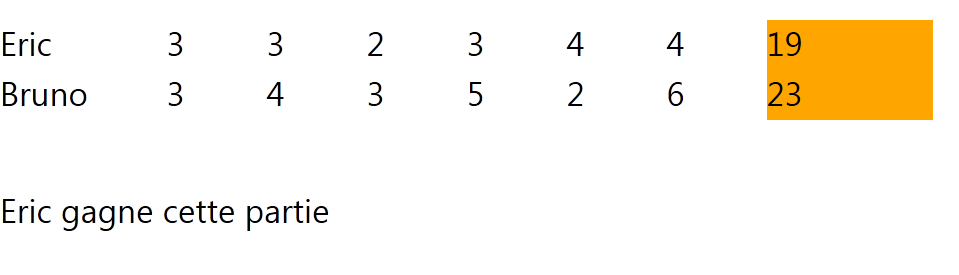 Eric 3 3 2 3 4 4 19
Bruno 3 4 3 5 2 6 23
Eric gagne cette partie